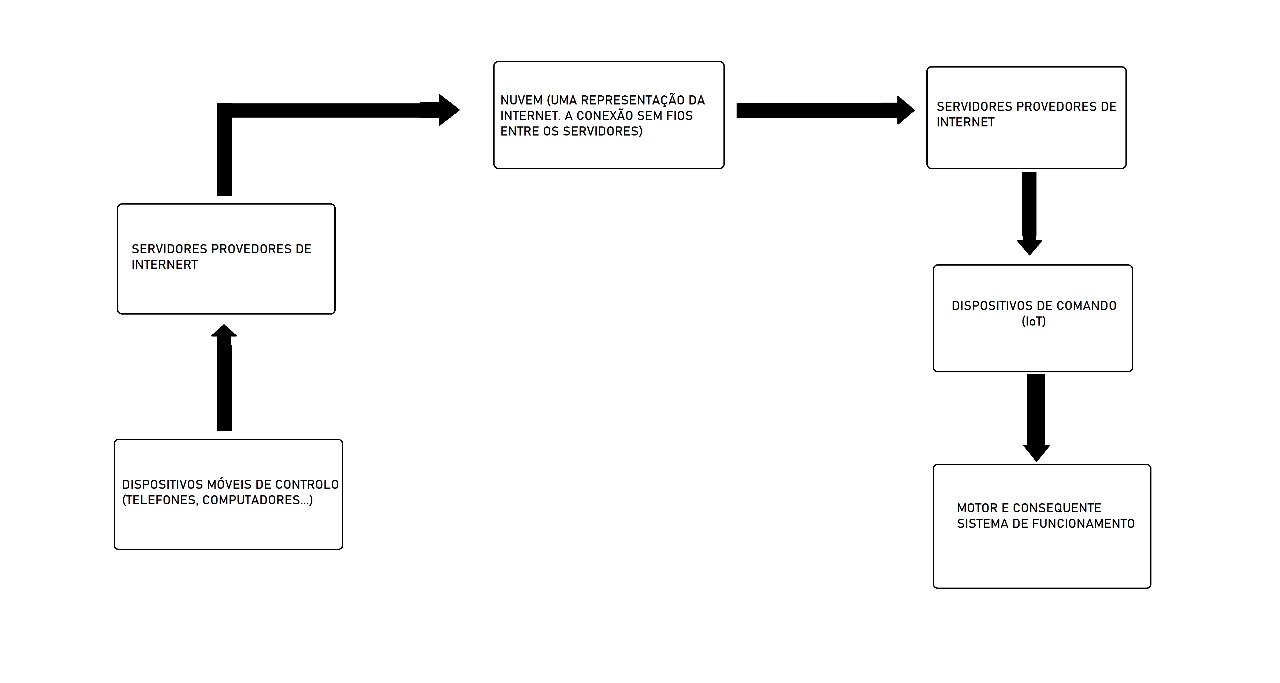 NUVEM (UMA REPRESENTAÇÃO DA
INTERNET. A CONEXÃO SEM FIOS
ENTRE OS SERVIDORES)
SERVIDORES PROVEDORES DE
INTERNET
SERVIDORES PROVEDORES DE
INTERNERT
DISPOSITIVOS DE COMANDO
(IoT)
DISPOSITIVOS MÓVEIS DE CONTROLO
(TELEFONES, COMPUTADORES...)
MOTOR E CONSEQUENTE
SISTEMA DE FUNCIONAMENTO